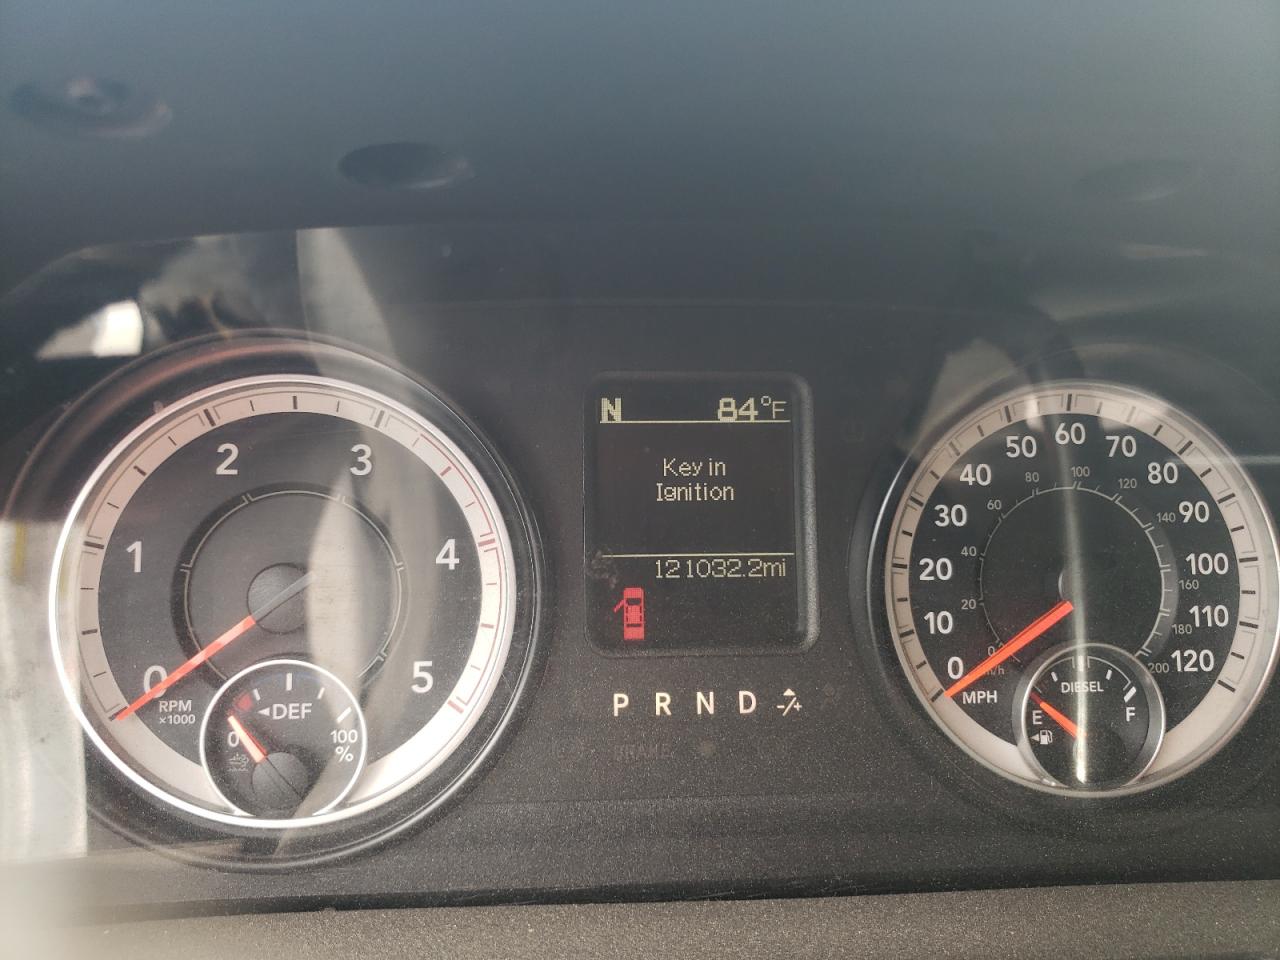 N 84°F
Key in
Ignition
121032.2mi
P R N D -/+
0 1 2 3 4 5
RPM
x1000
DEF
0 100
%
0 10 20 30 40 50 60 70 80 90 100 110 120
20 40 60 80 100 120 140 160 180 200
MPH
DIESEL
E F